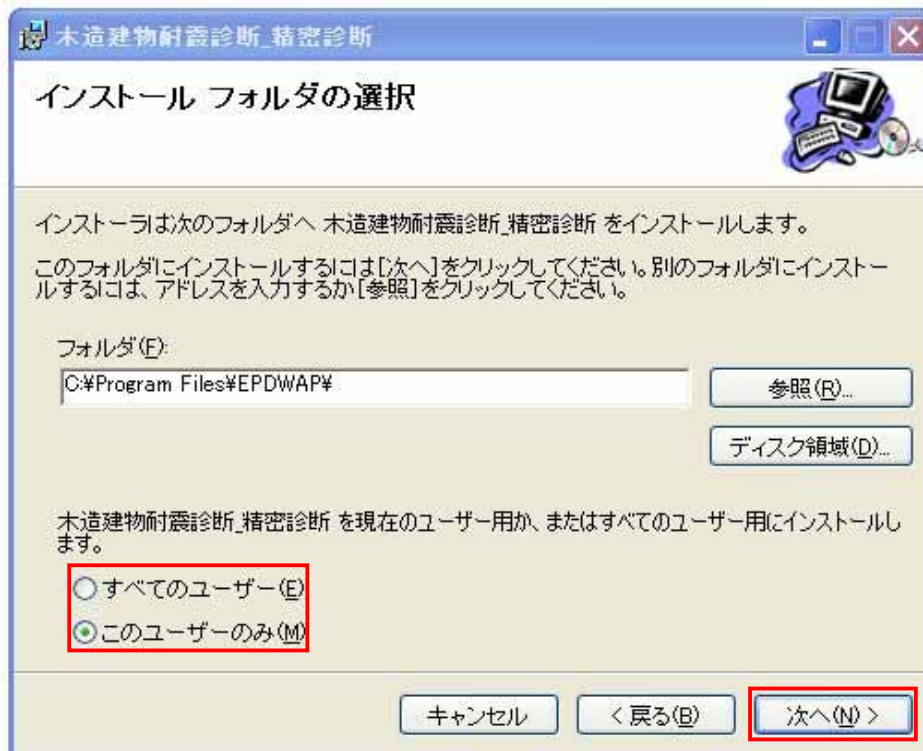 木造建物耐震診断_精密診断
インストール フォルダの選択
インストーラは次のフォルダへ 木造建物耐震診断_精密診断 をインストールします。
このフォルダにインストールするには[次へ]をクリックしてください。別のフォルダにインストー
ルするには、アドレスを入力するか[参照]をクリックしてください。
フォルダ(F):
C:¥Program Files¥EPDWAP¥
参照(R)...
ディスク領域(D)...
木造建物耐震診断_精密診断 を現在のユーザー用か、またはすべてのユーザー用にインストールし
ます。
すべてのユーザー(E)
このユーザーのみ(M)
キャンセル
< 戻る(B)
次へ(N) >